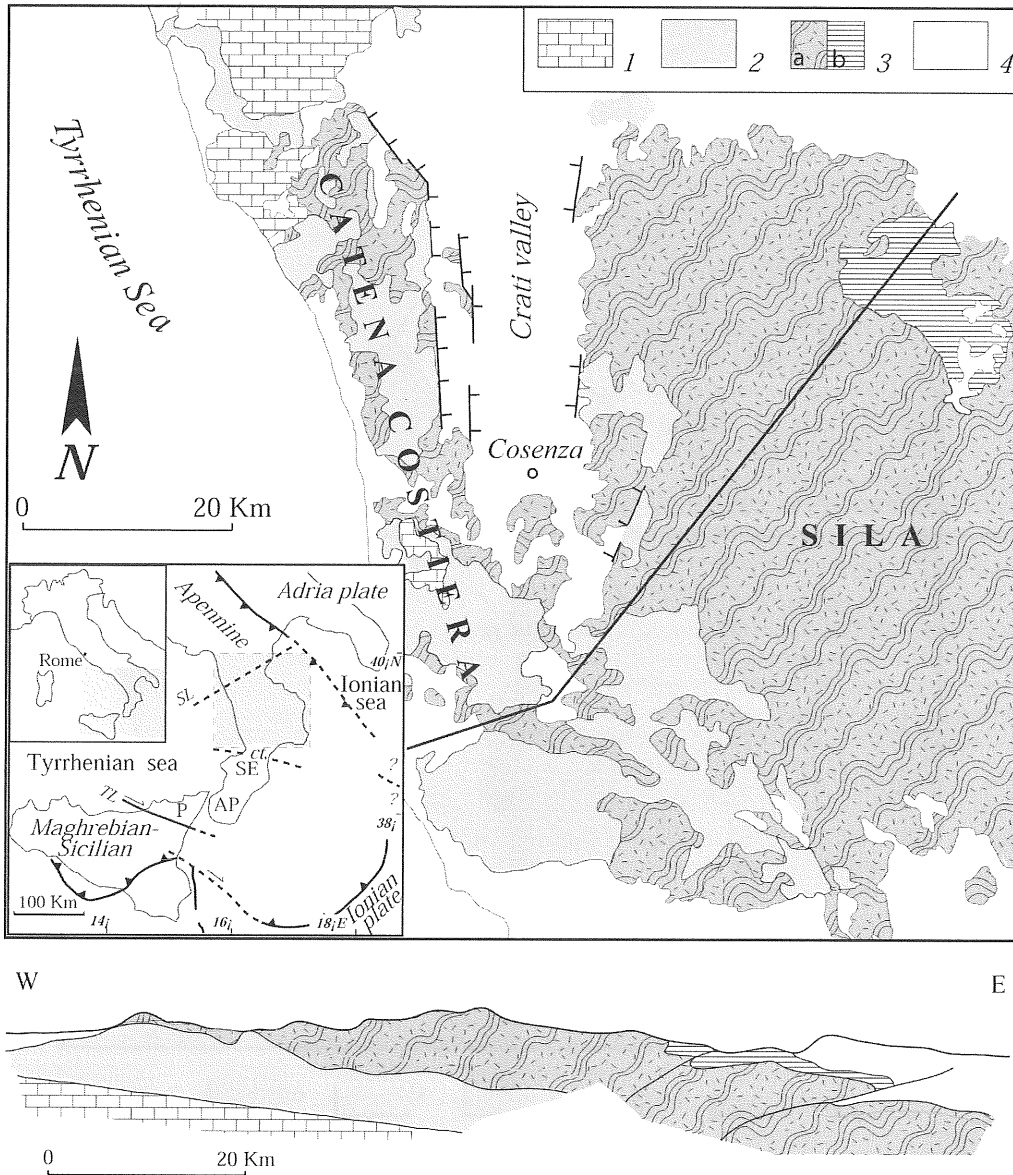 1
2
a
b
3
4
Tyrrhenian Sea
CATENA COSTIERA
Crati valley
N
0 20 Km
Cosenza
SILA
Rome
Apennine
Adria plate
40¡N
SL
Ionian
sea
ct.
SE
?
?
Tyrrhenian sea
TL
P
AP
38¡
Maghrebian-
Sicilian
100 Km
14¡
16¡
18¡E
Ionian
plate
W
E
0 20 Km